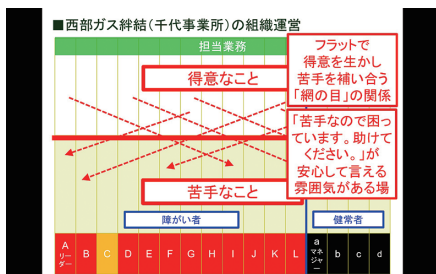 ■西部ガス絆結(千代事業所)の組織運営
担当業務
フラットで
得意を生かし
苦手を補い合う
「網の目」の関係
得意なこと
「苦手なので困っ
ています。助けて
ください。」が
安心して言える
雰囲気がある場
苦手なこと
障がい者
健常者
A
リーダー
B
C
D
E
F
G
H
I
J
K
L
a
マネジャー
b
c
d